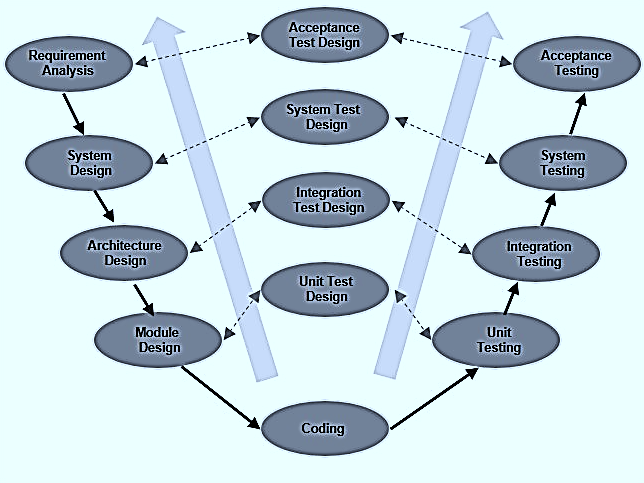 Acceptance
Test Design
Requirement
Analysis
Acceptance
Testing
System Test
Design
System
Design
System
Testing
Integration
Test Design
Architecture
Design
Integration
Testing
Unit Test
Design
Module
Design
Unit
Testing
Coding